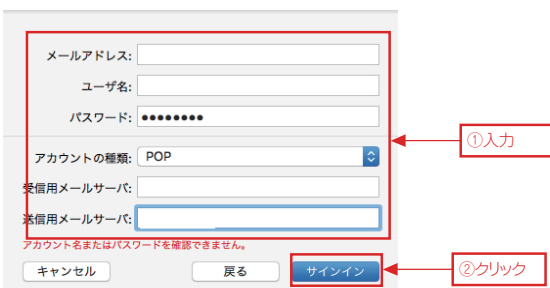 メールアドレス:
ユーザ名:
パスワード: ●●●●●●●●
①入力
アカウントの種類: POP
受信用メールサーバ:
送信用メールサーバ:
アカウント名またはパスワードを確認できません。
キャンセル 戻る サインイン ②クリック